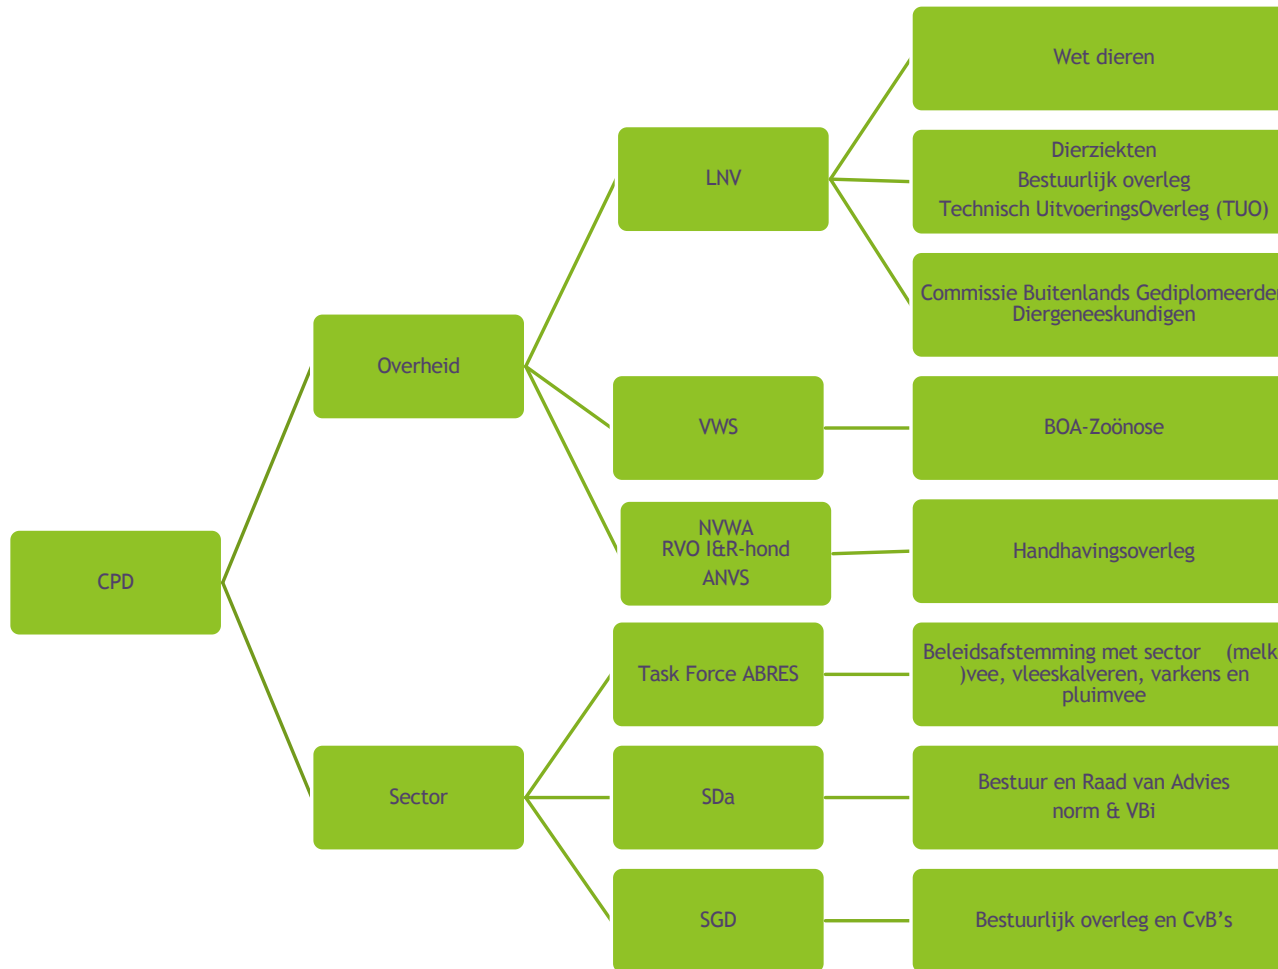 Wet dieren
LNV
Dierziekten
Bestuurlijk overleg
Technisch UitvoeringsOverleg (TUO)
Commissie Buitenlands Gediplomeerden
Diergeneeskundigen
Overheid
VWS
BOA-Zoönose
NVWA
RVO I&R-hond
ANVS
Handhavingsoverleg
CPD
Task Force ABRES
Beleidsafstemming met sector (melk
)vee, vleeskalveren, varkens en
pluimvee
Sector
SDa
Bestuur en Raad van Advies
norm & VBi
SGD
Bestuurlijk overleg en CvB's